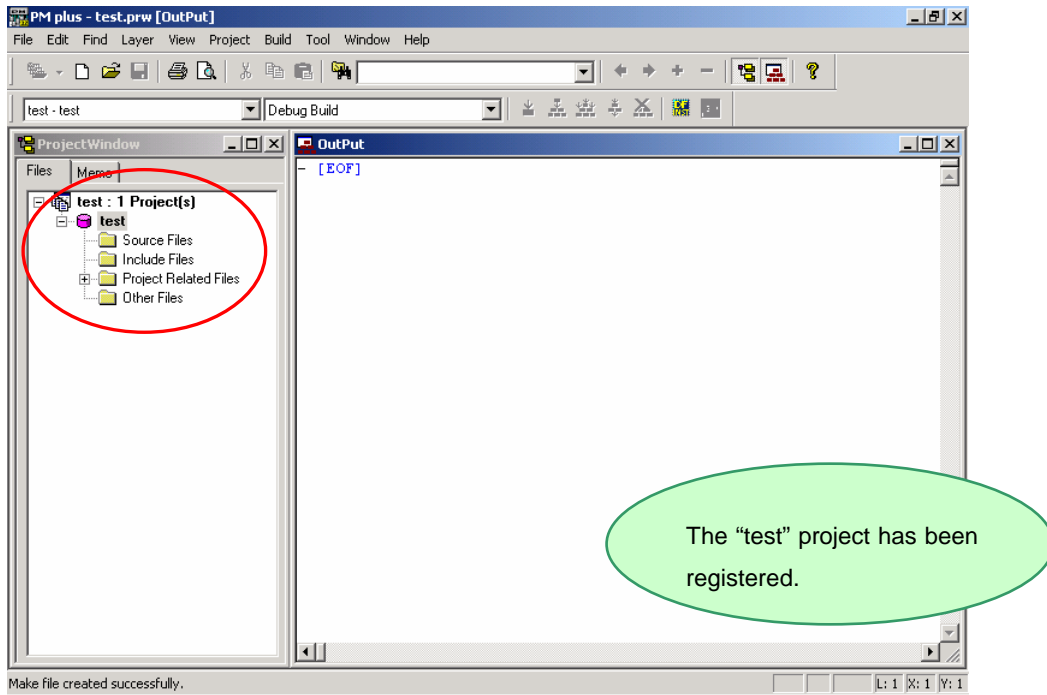 PM plus - test.prw [OutPut]
File Edit Find Layer View Project Build Tool Window Help
test - test
Debug Build
ProjectWindow
OutPut
Files Memo
- [EOF]
test : 1 Project(s)
test
Source Files
Include Files
Project Related Files
Other Files
The “test” project has been
registered.
Make file created successfully.
L: 1 X: 1 Y: 1